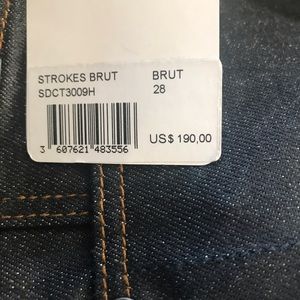 STROKES BRUT BRUT
SDCT3009H 28
3 607621 483556
US$ 190,00